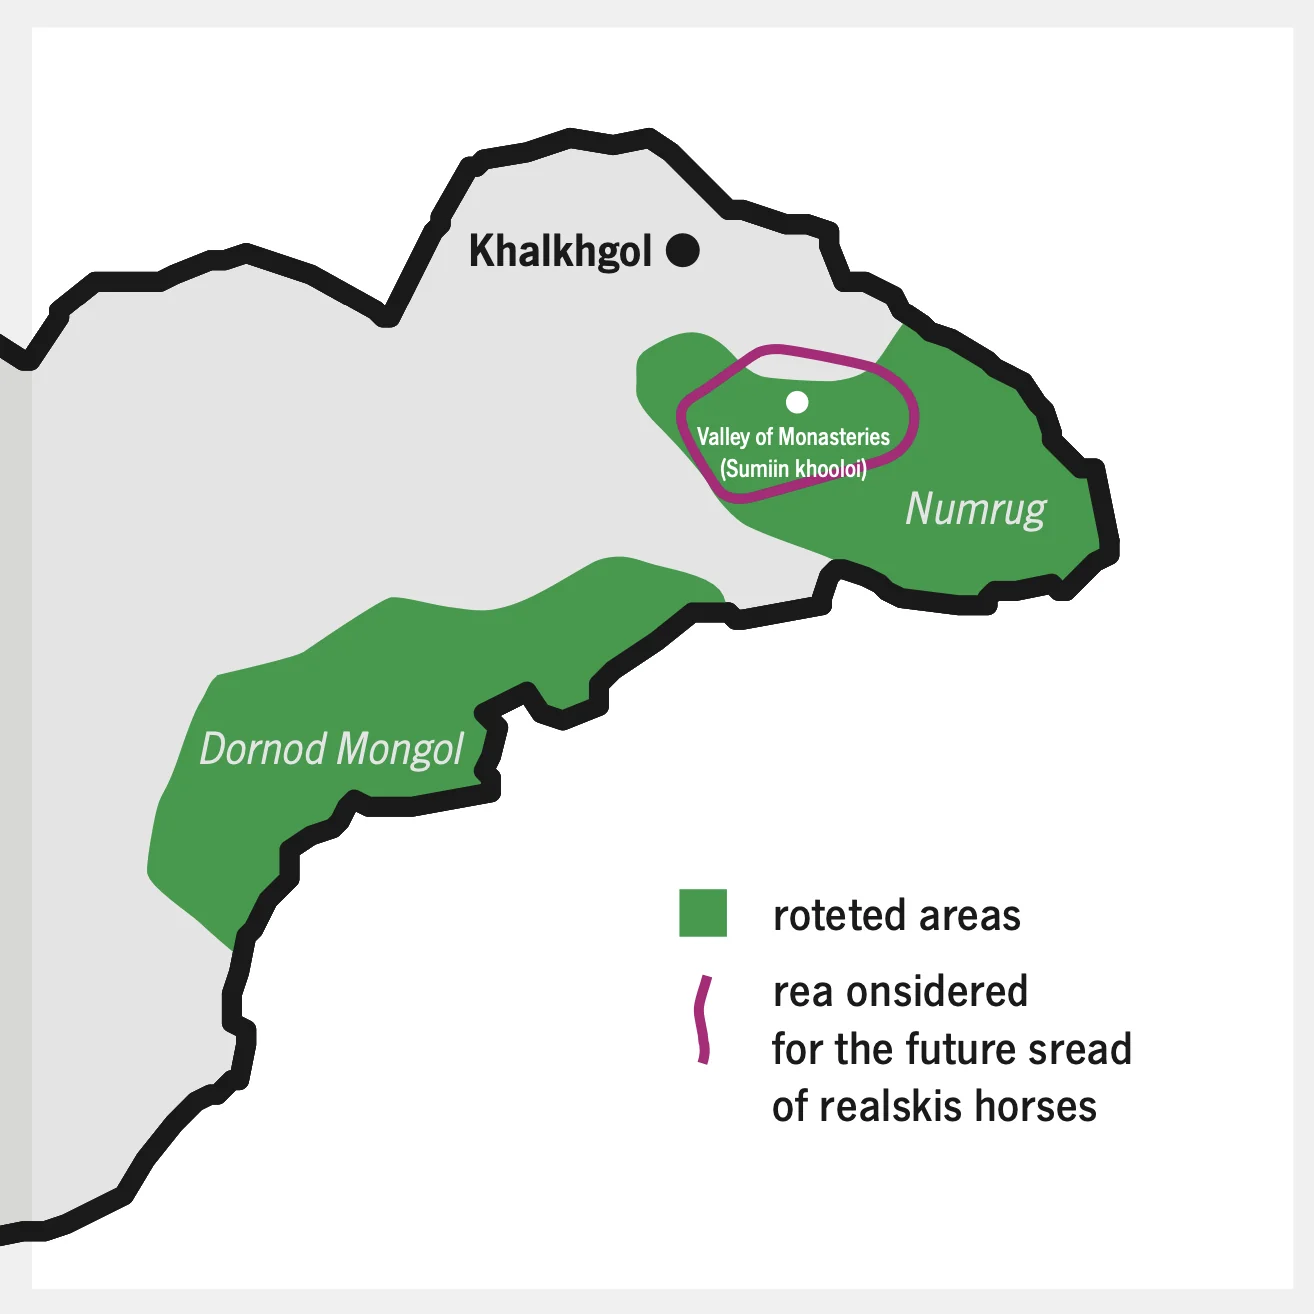 Khalkhgol
Valley of Monasteries
(Sumiin khooloi)
Numrug
Dornod Mongol
roteted areas
rea onsidered
for the future sread
of realskis horses